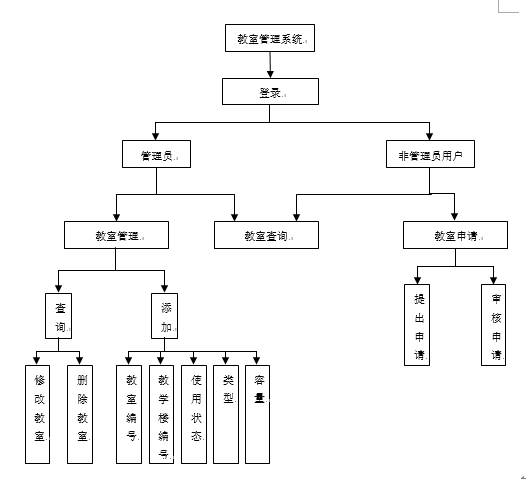 教室管理系统
登录
管理员
非管理员用户
教室管理
教室查询
教室申请
查询
添加
提出申请
审核申请
修改教室
删除教室
教室编号
教学楼编号
使用状态
类型
容量